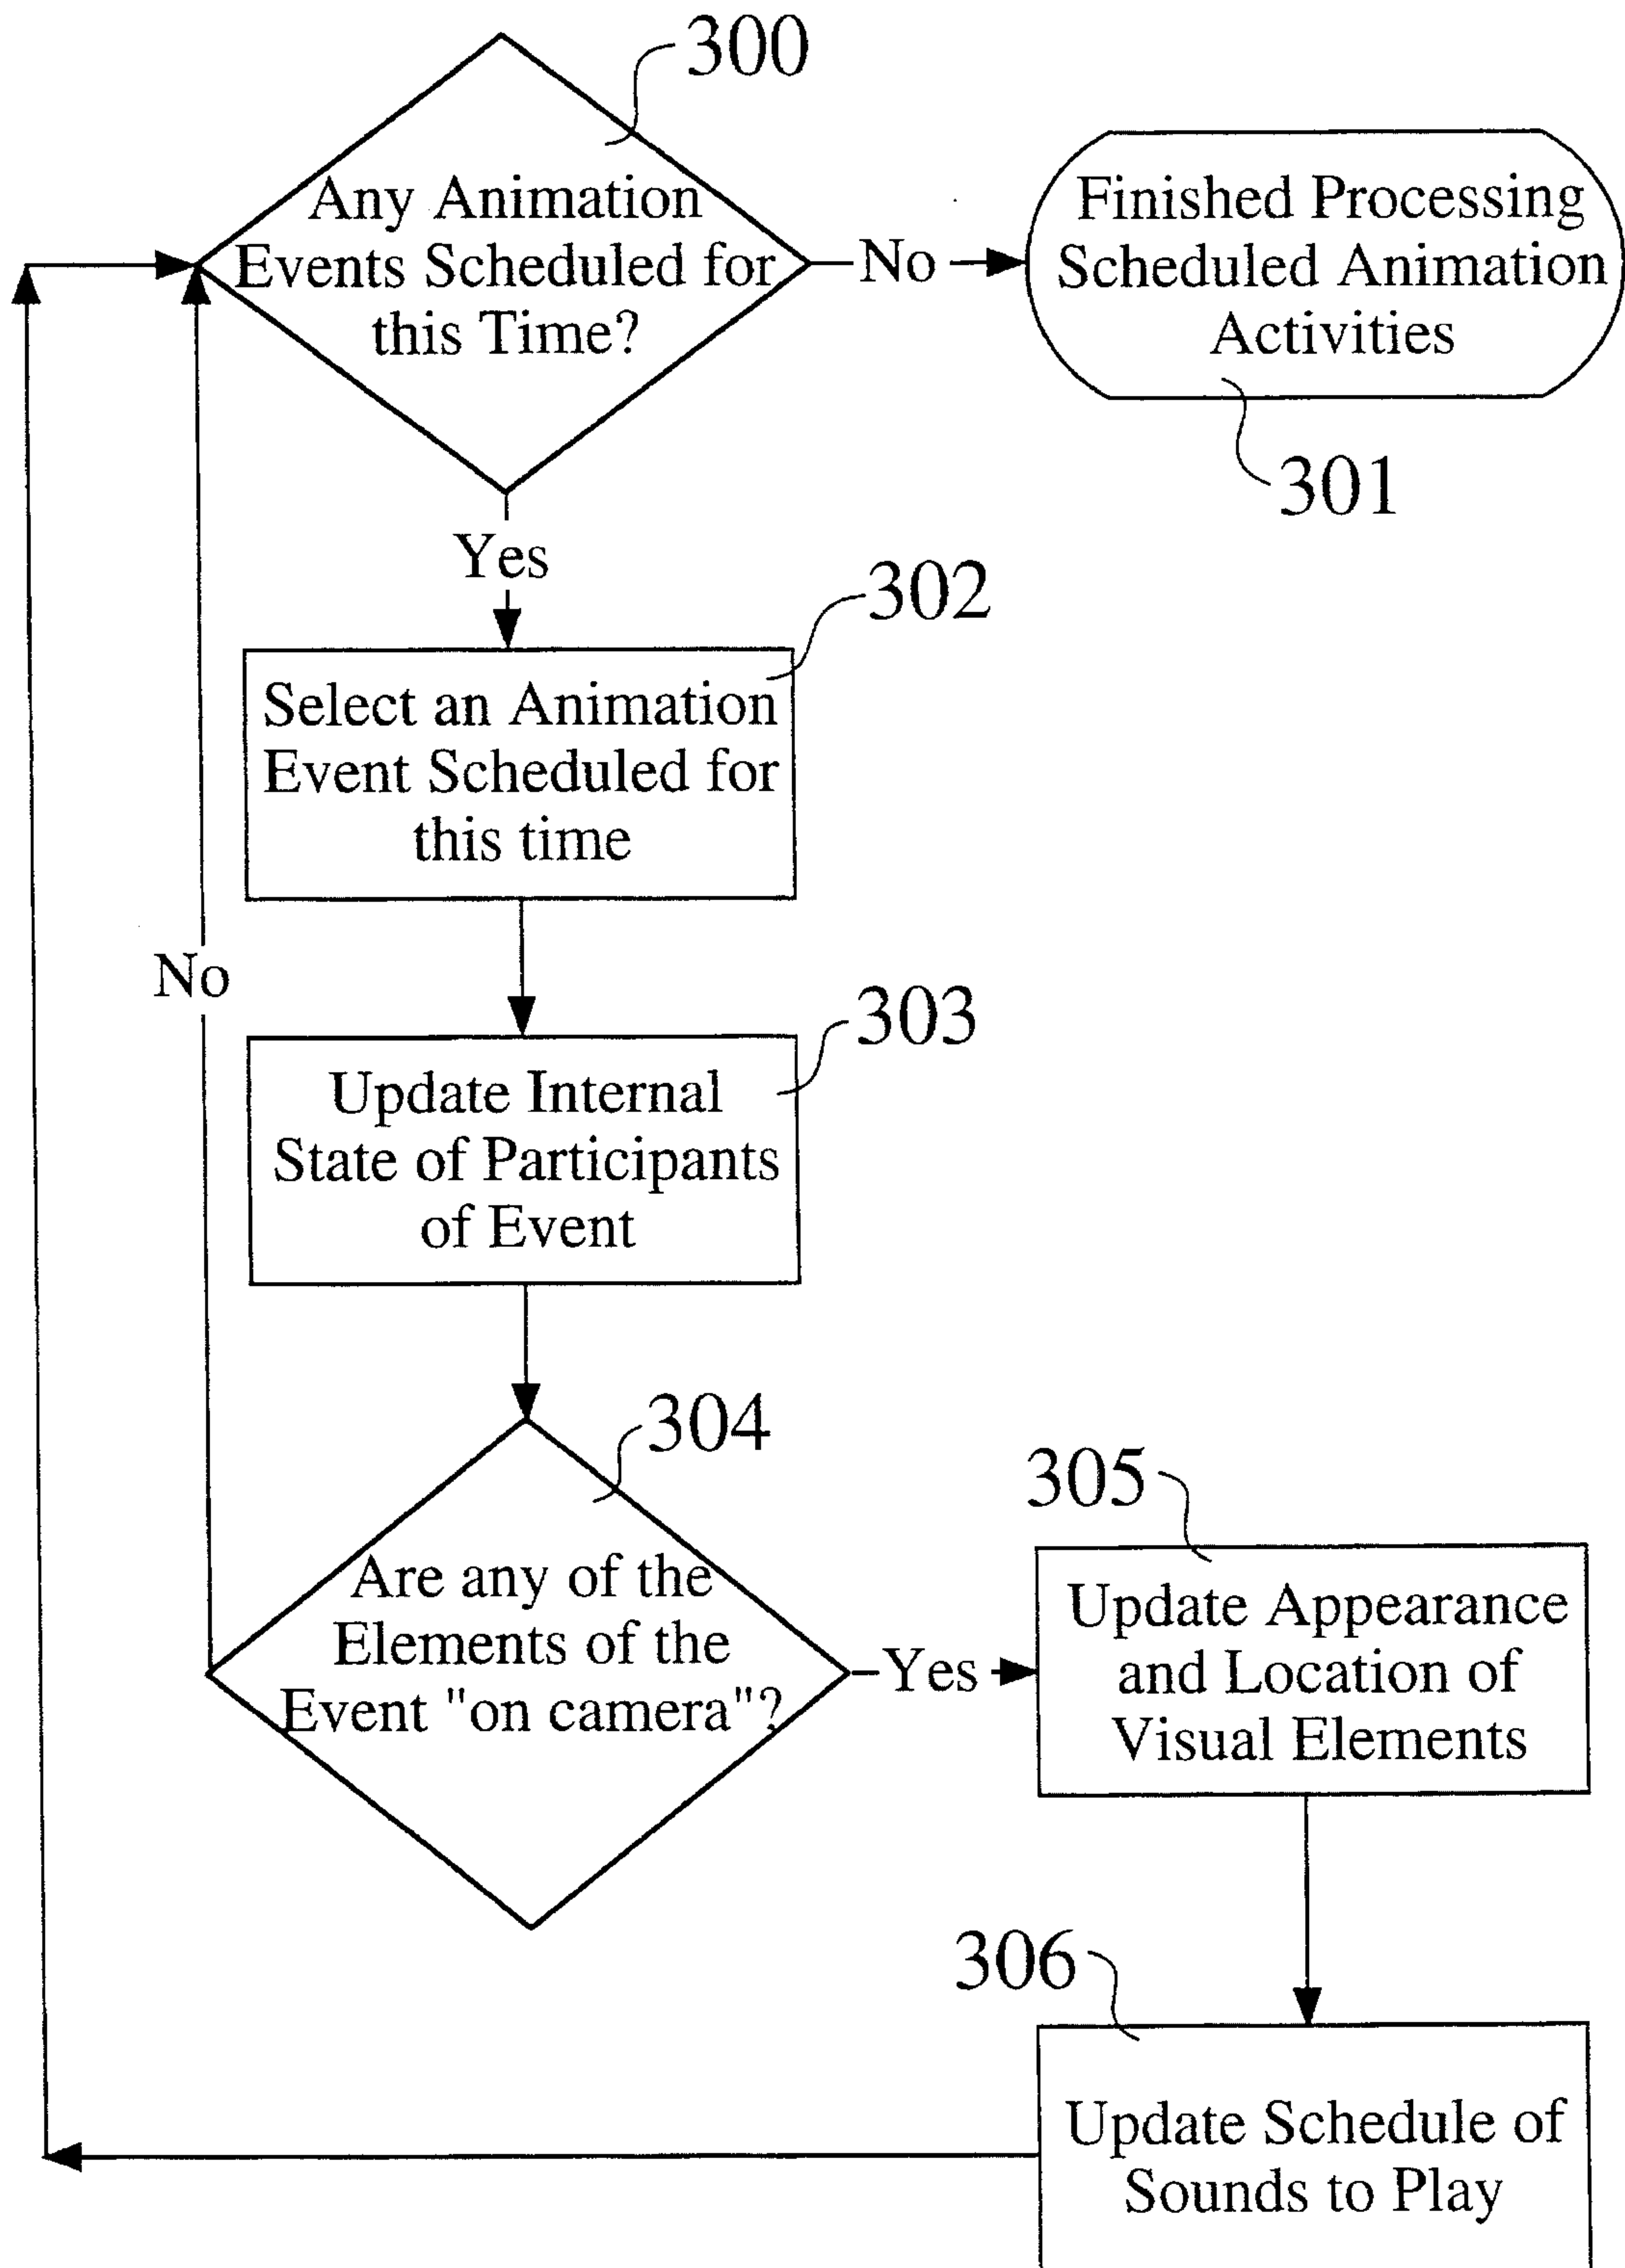 300
Any Animation
Events Scheduled for
this Time?
No
Finished Processing
Scheduled Animation
Activities
301
Yes
302
Select an Animation
Event Scheduled for
this time
No
303
Update Internal
State of Participants
of Event
304
Are any of the
Elements of the
Event "on camera"?
Yes
305
Update Appearance
and Location of
Visual Elements
306
Update Schedule of
Sounds to Play